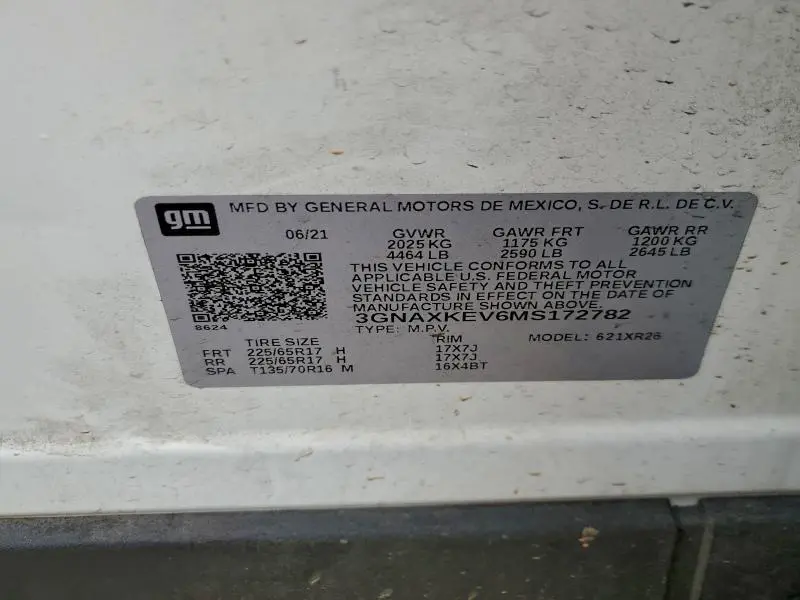 gm MFD BY GENERAL MOTORS DE MEXICO, S. DE R.L. DE C.V.
06/21 GVWR GAWR FRT GAWR RR
2025 KG 1175 KG 1200 KG
4464 LB 2590 LB 2645 LB
THIS VEHICLE CONFORMS TO ALL
APPLICABLE U.S. FEDERAL MOTOR
VEHICLE SAFETY AND THEFT PREVENTION
STANDARDS IN EFFECT ON THE DATE OF
MANUFACTURE SHOWN ABOVE.
8624 3GNAXKEV6MS172782
TYPE: M.P.V. MODEL: 621XR26
TIRE SIZE RIM
FRT 225/65R17 H 17X7J
RR 225/65R17 H 17X7J
SPA T135/70R16 M 16X4BT